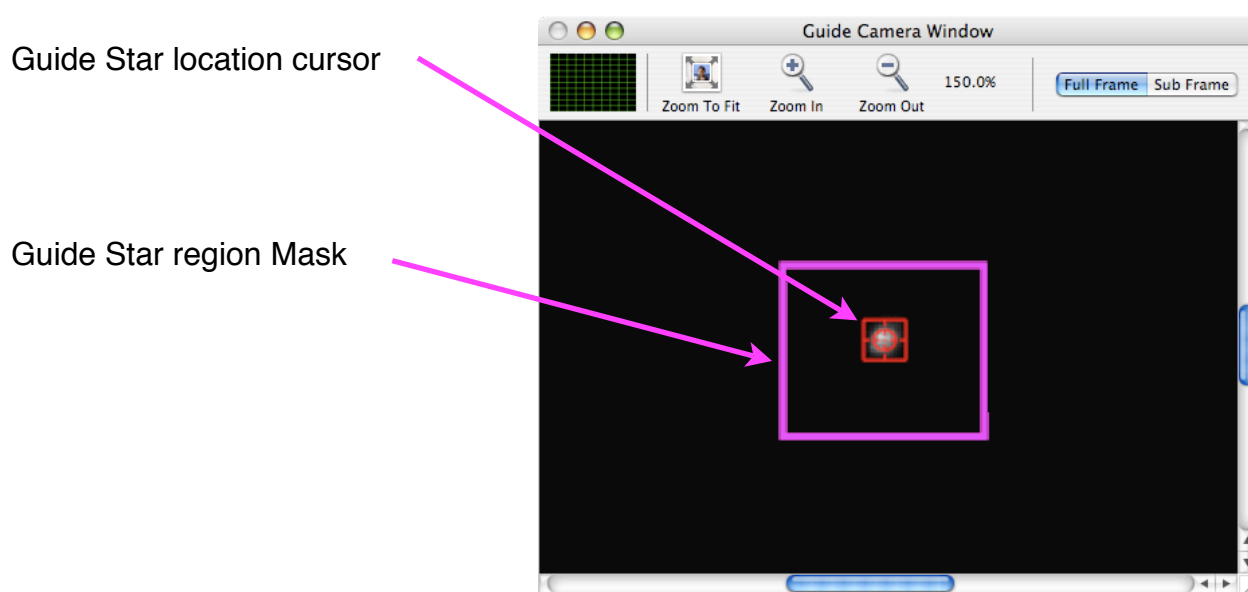 Guide Camera Window
Guide Star location cursor
Zoom To Fit Zoom In Zoom Out 150.0% Full Frame Sub Frame
Guide Star region Mask